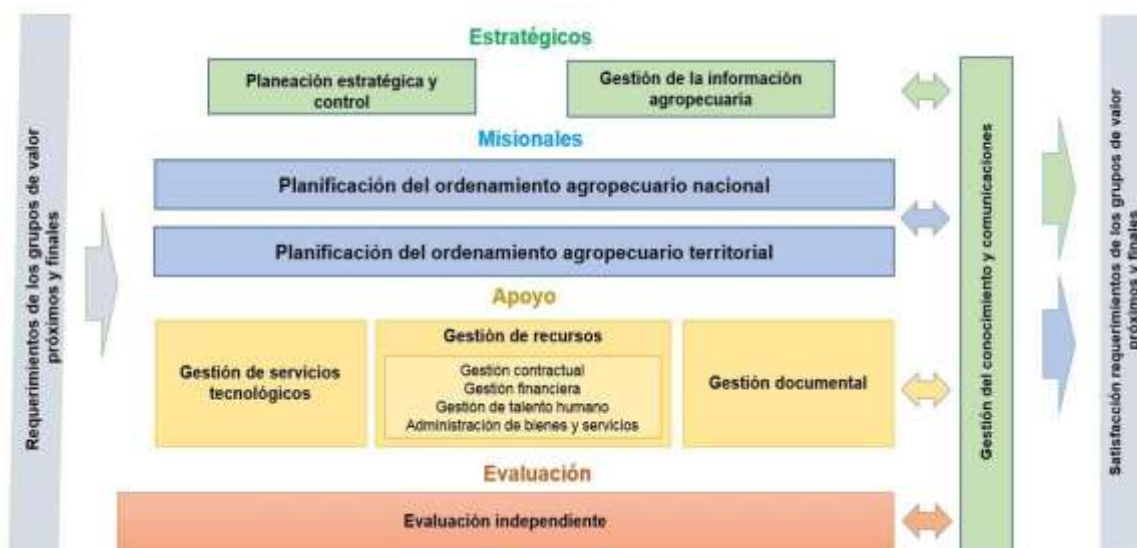 Requerimientos de los grupos de valor
próximos y finales
Estratégicos
Planeación estratégica y
control
Gestión de la información
agropecuaria
Misionales
Planificación del ordenamiento agropecuario nacional
Planificación del ordenamiento agropecuario territorial
Apoyo
Gestión de servicios
tecnológicos
Gestión de recursos
Gestión contractual
Gestión financiera
Gestión de talento humano
Administración de bienes y servicios
Gestión documental
Evaluación
Evaluación independiente
Gestión del conocimiento y comunicaciones
Satisfacción requerimientos de los grupos de valor
próximos y finales